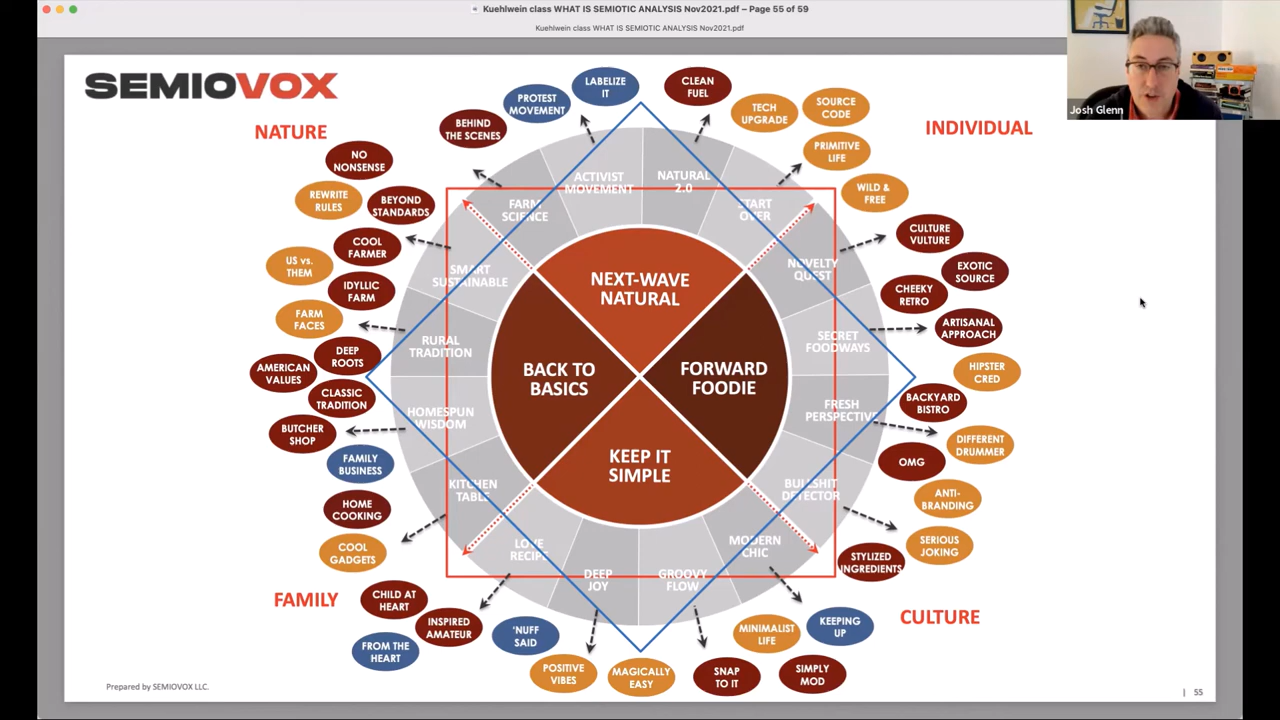 Kuehlwein class WHAT IS SEMIOTIC ANALYSIS Nov2021.pdf – Page 55 of 59
Kuehlwein class WHAT IS SEMIOTIC ANALYSIS Nov2021.pdf
Josh Glenn
SEMIOVOX
NATURE
INDIVIDUAL
FAMILY
CULTURE
NEXT-WAVE
NATURAL
BACK TO
BASICS
FORWARD
FOODIE
KEEP IT
SIMPLE
ACTIVIST
MOVEMENT
NATURAL
2.0
START
OVER
NOVELTY
QUEST
SECRET
FOODWAYS
FRESH
PERSPECTIVE
BULLSHIT
DETECTOR
MODERN
CHIC
GROOVY
FLOW
DEEP
JOY
LOVE
RECIPE
KITCHEN
TABLE
HOMESPUN
WISDOM
RURAL
TRADITION
SMART
SUSTAINABLE
FARM
SCIENCE
LABELIZE
IT
CLEAN
FUEL
TECH
UPGRADE
SOURCE
CODE
PRIMITIVE
LIFE
WILD &
FREE
CULTURE
VULTURE
EXOTIC
SOURCE
CHEEKY
RETRO
ARTISANAL
APPROACH
HIPSTER
CRED
BACKYARD
BISTRO
DIFFERENT
DRUMMER
OMG
ANTI-
BRANDING
SERIOUS
JOKING
STYLIZED
INGREDIENTS
KEEPING
UP
MINIMALIST
LIFE
SIMPLY
MOD
SNAP
TO IT
MAGICALLY
EASY
POSITIVE
VIBES
'NUFF
SAID
INSPIRED
AMATEUR
FROM THE
HEART
CHILD AT
HEART
COOL
GADGETS
HOME
COOKING
FAMILY
BUSINESS
BUTCHER
SHOP
CLASSIC
TRADITION
AMERICAN
VALUES
DEEP
ROOTS
FARM
FACES
IDYLLIC
FARM
US vs.
THEM
COOL
FARMER
BEYOND
STANDARDS
REWRITE
RULES
NO
NONSENSE
BEHIND
THE SCENES
PROTEST
MOVEMENT
Prepared by SEMIOVOX LLC.
| 55